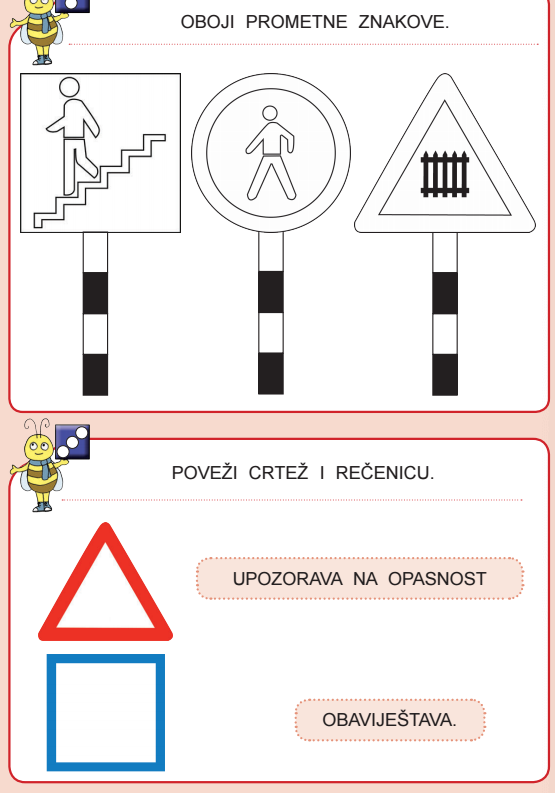 OBOJI PROMETNE ZNAKOVE.
POVEŽI CRTEŽ I REČENICU.
UPOZORAVA NA OPASNOST
OBAVIJEŠTAVA.